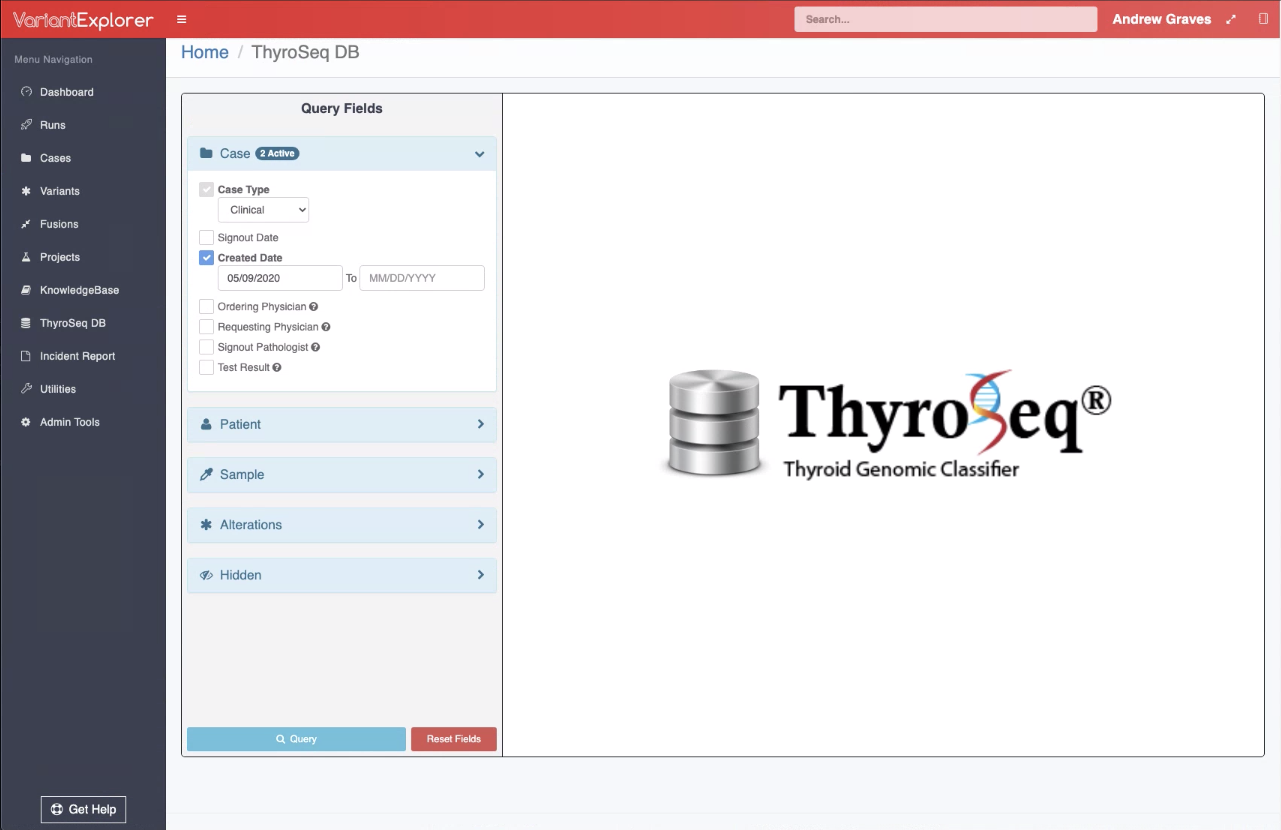 VariantExplorer
Search...
Andrew Graves
Menu Navigation
Dashboard
Runs
Cases
Variants
Fusions
Projects
KnowledgeBase
ThyroSeq DB
Incident Report
Utilities
Admin Tools
Get Help
Home / ThyroSeq DB
Query Fields
Case 2 Active
Case Type
Clinical
Signout Date
Created Date
05/09/2020 To MM/DD/YYYY
Ordering Physician
Requesting Physician
Signout Pathologist
Test Result
Patient
Sample
Alterations
Hidden
Query
Reset Fields
ThyroSeq®
Thyroid Genomic Classifier